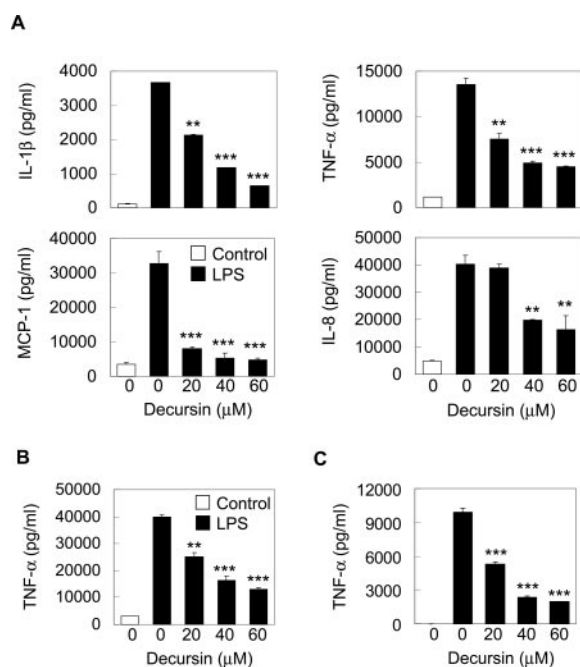 A
IL-1β (pg/ml)
4000
3000
2000
1000
0
**
***
***
TNF-α (pg/ml)
15000
10000
5000
0
**
***
***
MCP-1 (pg/ml)
40000
30000
20000
10000
0
Control
LPS
***
***
***
0 0 20 40 60
Decursin (μM)
IL-8 (pg/ml)
50000
40000
30000
20000
10000
0
**
**
0 0 20 40 60
Decursin (μM)
B
TNF-α (pg/ml)
50000
40000
30000
20000
10000
0
Control
LPS
**
***
***
0 0 20 40 60
Decursin (μM)
C
TNF-α (pg/ml)
12000
9000
6000
3000
0
***
***
***
0 0 20 40 60
Decursin (μM)